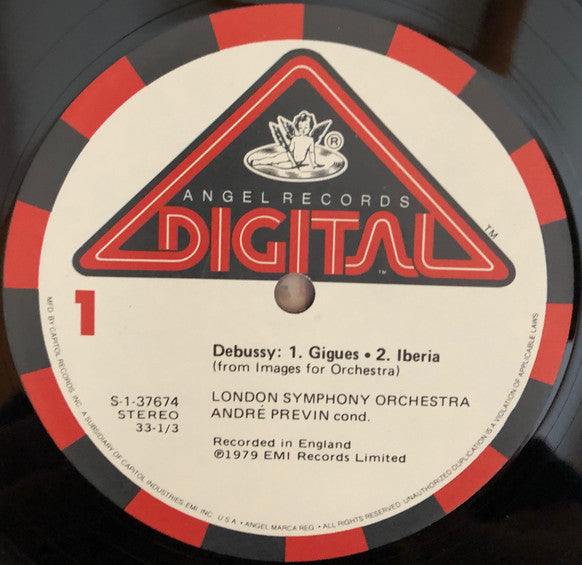 ®
ANGEL RECORDS
DIGITAL
TM
TM
1
Debussy: 1. Gigues • 2. Iberia
(from Images for Orchestra)
S-1-37674
STEREO
33-1/3
LONDON SYMPHONY ORCHESTRA
ANDRÉ PREVIN cond.
Recorded in England
℗1979 EMI Records Limited
MFD. BY CAPITOL RECORDS, INC. A SUBSIDIARY OF CAPITOL INDUSTRIES-EMI, INC. U.S.A. • ANGEL MARCA REG. • ALL RIGHTS RESERVED. UNAUTHORIZED DUPLICATION IS A VIOLATION OF APPLICABLE LAWS